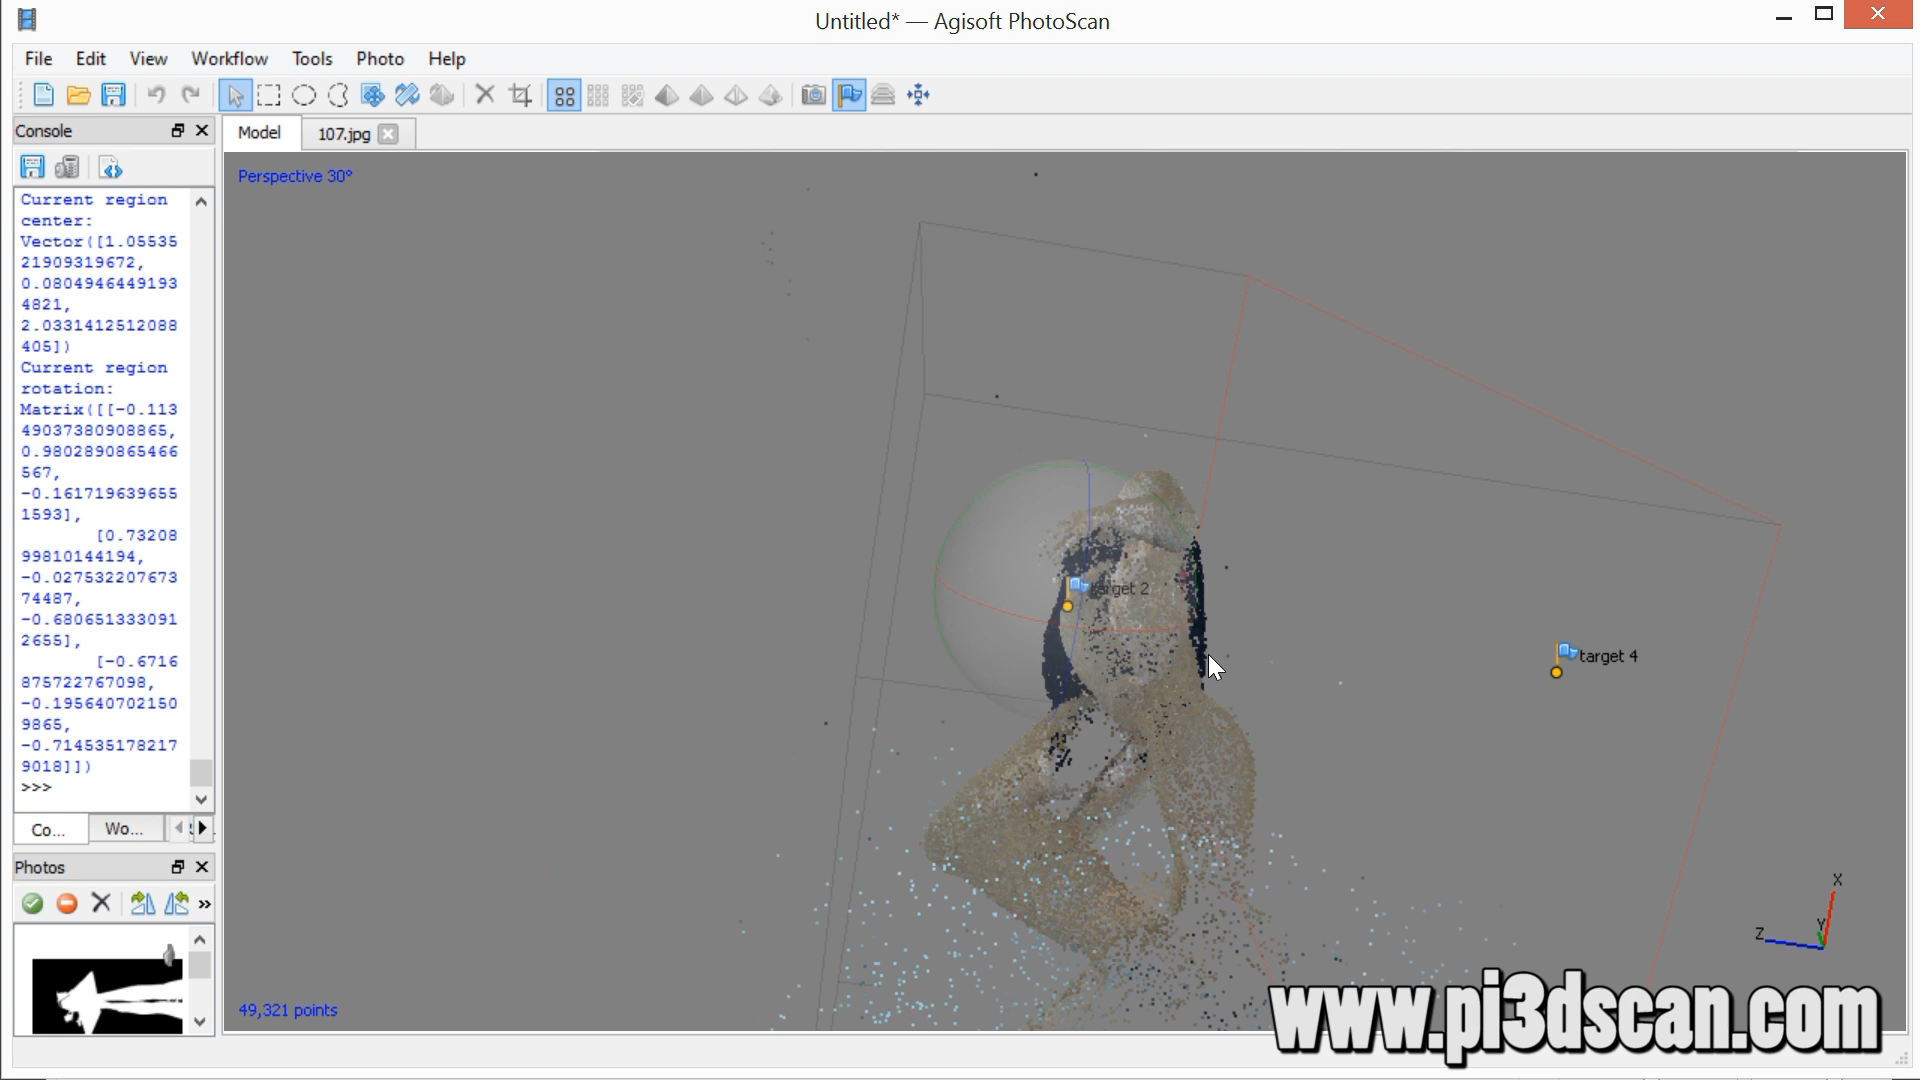 Untitled* — Agisoft PhotoScan
File Edit View Workflow Tools Photo Help
Console
Model 107.jpg
Perspective 30°
Current region
center:
Vector([1.05535
21909319672,
0.0804946449193
4821,
2.0331412512088
405])
Current region
rotation:
Matrix([[-0.113
49037380908865,
0.9802890865466
567,
-0.161719639655
1593],
[0.73208
99810144194,
-0.027532207673
74487,
-0.680651333091
2655],
[-0.6716
875722767098,
-0.195640702150
9865,
-0.714535178217
9018]])
>>>
target 2
target 4
Co... Wo...
Photos
X
Y
Z
49,321 points
www.pi3dscan.com